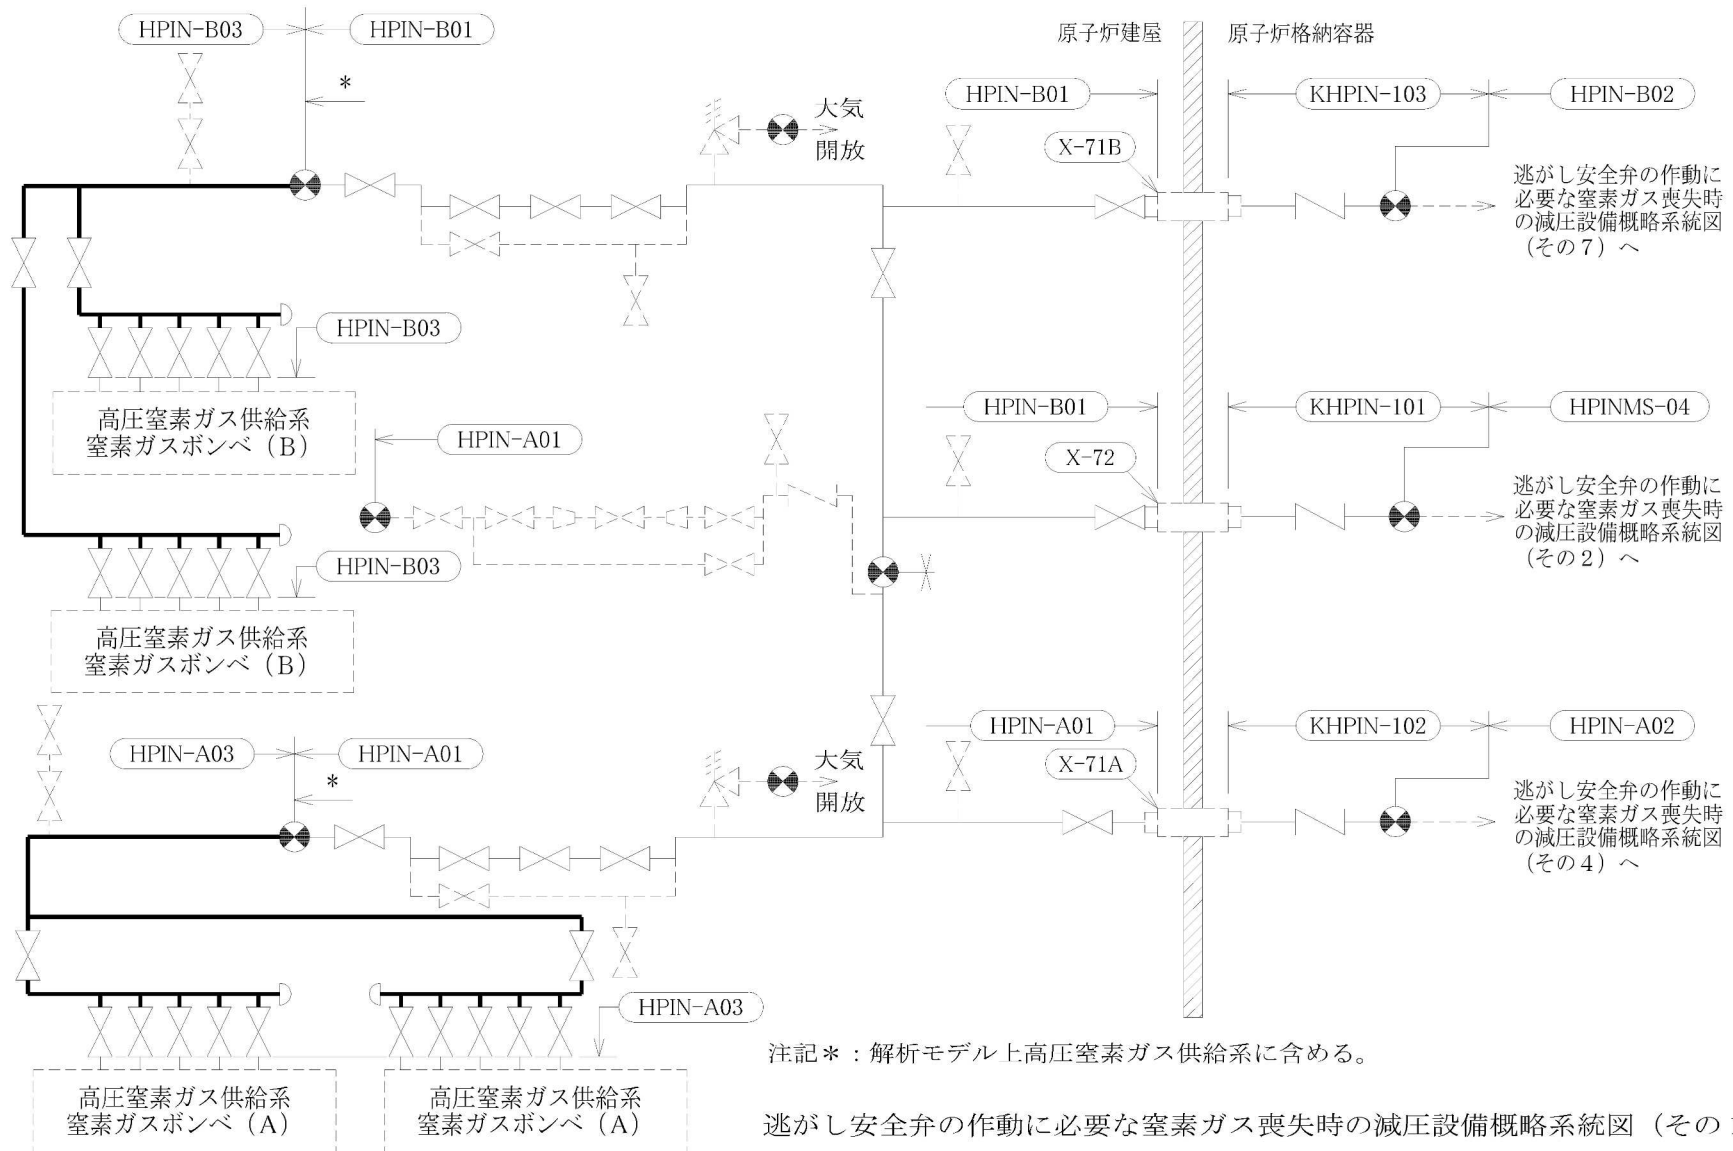 HPIN-B03
HPIN-B01
*
大気
開放
原子炉建屋
原子炉格納容器
HPIN-B01
KHPIN-103
HPIN-B02
X-71B
逃がし安全弁の作動に
必要な窒素ガス喪失時
の減圧設備概略系統図
(その7)へ
HPIN-B03
高圧窒素ガス供給系
窒素ガスボンベ(B)
HPIN-A01
HPIN-B01
KHPIN-101
HPINMS-04
X-72
逃がし安全弁の作動に
必要な窒素ガス喪失時
の減圧設備概略系統図
(その2)へ
HPIN-B03
高圧窒素ガス供給系
窒素ガスボンベ(B)
HPIN-A03
HPIN-A01
*
大気
開放
HPIN-A01
KHPIN-102
HPIN-A02
X-71A
逃がし安全弁の作動に
必要な窒素ガス喪失時
の減圧設備概略系統図
(その4)へ
HPIN-A03
高圧窒素ガス供給系
窒素ガスボンベ(A)
高圧窒素ガス供給系
窒素ガスボンベ(A)
注記*:解析モデル上高圧窒素ガス供給系に含める。
逃がし安全弁の作動に必要な窒素ガス喪失時の減圧設備概略系統図(その